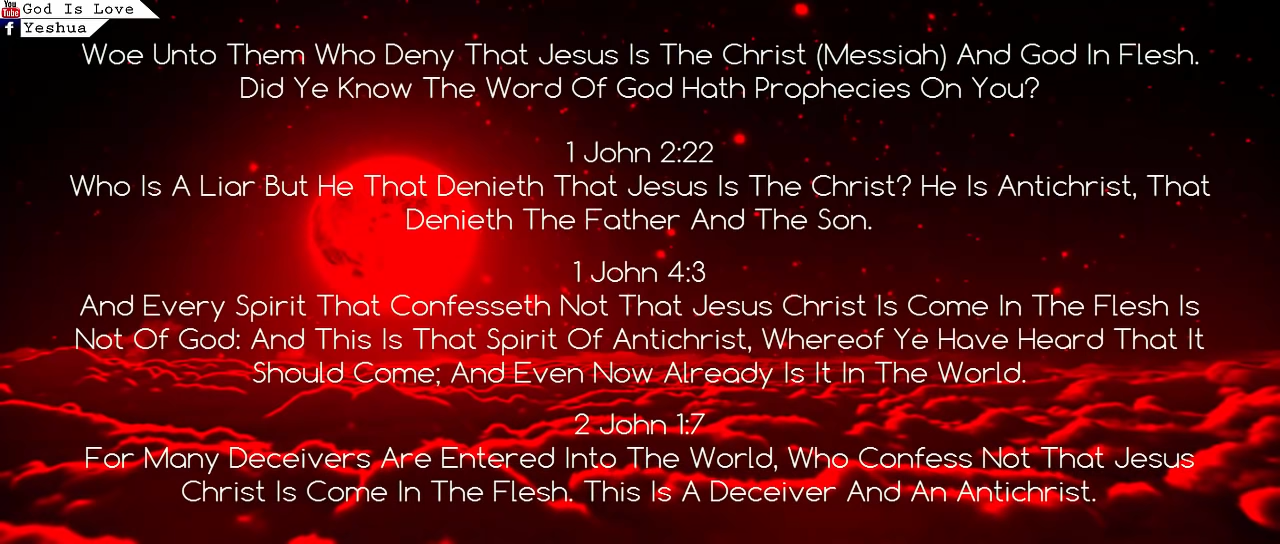 You
Tube
God Is Love
f
Yeshua
Woe Unto Them Who Deny That Jesus Is The Christ (Messiah) And God In Flesh.
Did Ye Know The Word Of God Hath Prophecies On You?
1 John 2:22
Who Is A Liar But He That Denieth That Jesus Is The Christ? He Is Antichrist, That
Denieth The Father And The Son.
1 John 4:3
And Every Spirit That Confesseth Not That Jesus Christ Is Come In The Flesh Is
Not Of God: And This Is That Spirit Of Antichrist, Whereof Ye Have Heard That It
Should Come; And Even Now Already Is It In The World.
2 John 1:7
For Many Deceivers Are Entered Into The World, Who Confess Not That Jesus
Christ Is Come In The Flesh. This Is A Deceiver And An Antichrist.